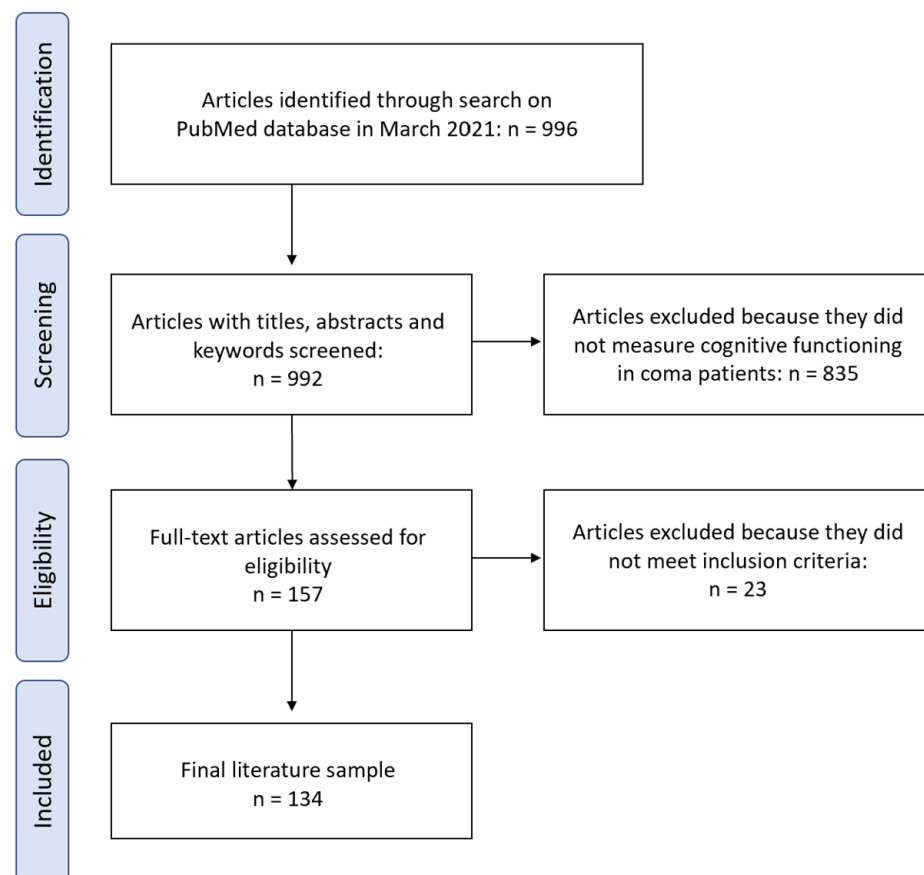 Identification
Articles identified through search on
PubMed database in March 2021: n = 996
Screening
Articles with titles, abstracts and
keywords screened:
n = 992
Articles excluded because they did
not measure cognitive functioning
in coma patients: n = 835
Eligibility
Full-text articles assessed for
eligibility
n = 157
Articles excluded because they did
not meet inclusion criteria:
n = 23
Included
Final literature sample
n = 134